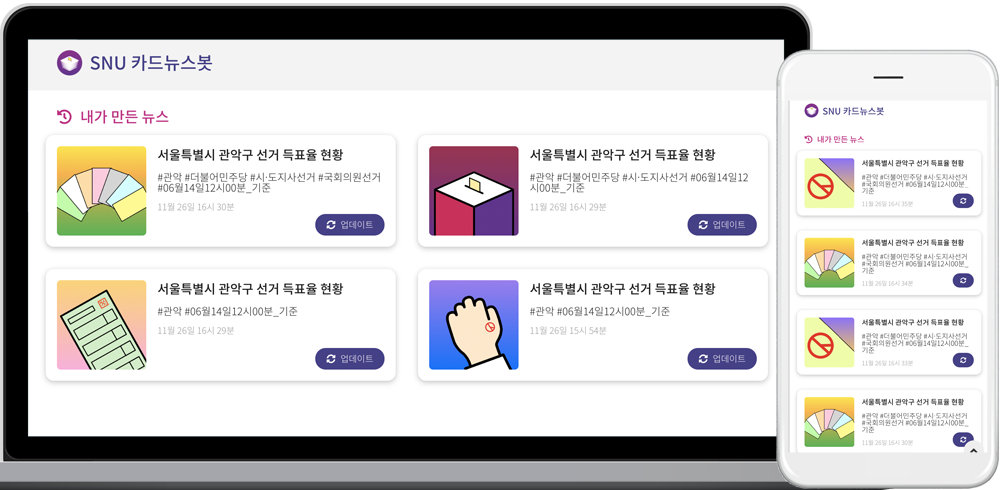 SNU 카드뉴스봇
내가 만든 뉴스
서울특별시 관악구 선거 득표율 현황
#관악 #더불어민주당 #시·도지사선거 #국회의원선거
#06월14일12시00분_기준
11월 26일 16시 30분
업데이트
서울특별시 관악구 선거 득표율 현황
#관악 #더불어민주당 #시·도지사선거 #06월14일12
시00분_기준
11월 26일 16시 29분
업데이트
서울특별시 관악구 선거 득표율 현황
#관악 #06월14일12시00분_기준
11월 26일 16시 29분
업데이트
서울특별시 관악구 선거 득표율 현황
#관악 #06월14일12시00분_기준
11월 26일 15시 54분
업데이트
SNU 카드뉴스봇
내가 만든 뉴스
서울특별시 관악구 선거 득표율 현황
#관악 #더불어민주당 #시·도지사선거
#국회의원선거 #06월14일12시00분_
기준
11월 26일 16시 35분
서울특별시 관악구 선거 득표율 현황
#관악 #더불어민주당 #시·도지사선거
#국회의원선거 #06월14일12시00분_
기준
11월 26일 16시 34분
서울특별시 관악구 선거 득표율 현황
#관악 #더불어민주당 #시·도지사선거
#국회의원선거 #06월14일12시00분_
기준
11월 26일 16시 33분
서울특별시 관악구 선거 득표율 현황
#관악 #더불어민주당 #시·도지사선거
#국회의원선거 #06월14일12시00분_
기준
11월 26일 16시 30분